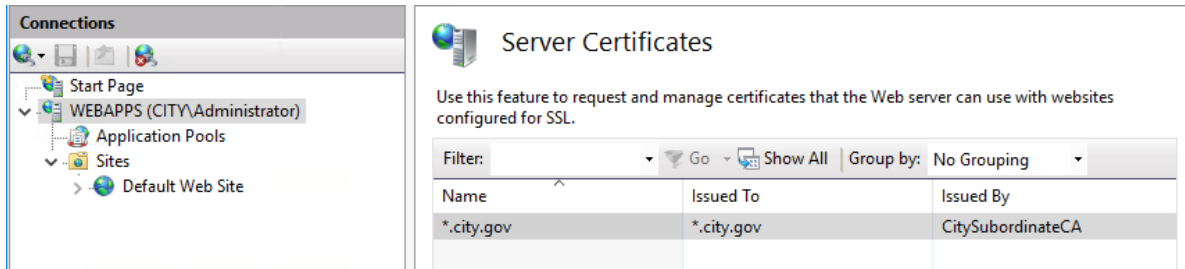 Connections
Start Page
WEBAPPS (CITY\Administrator)
Application Pools
Sites
Default Web Site
Server Certificates
Use this feature to request and manage certificates that the Web server can use with websites
configured for SSL.
Filter: Go Show All Group by: No Grouping
Name Issued To Issued By
*.city.gov *.city.gov CitySubordinateCA